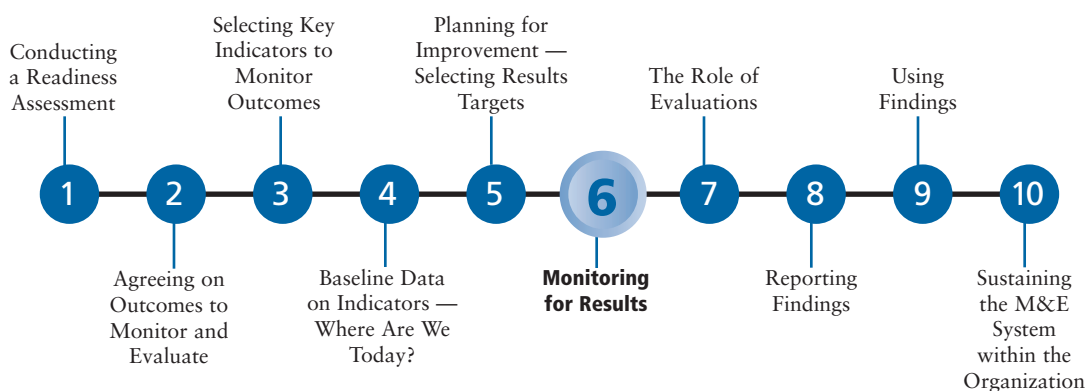 Conducting
a Readiness
Assessment
Selecting Key
Indicators to
Monitor
Outcomes
Planning for
Improvement —
Selecting Results
Targets
The Role of
Evaluations
Using
Findings
1
2
3
4
5
6
7
8
9
10
Agreeing on
Outcomes to
Monitor and
Evaluate
Baseline Data
on Indicators —
Where Are We
Today?
Monitoring
for Results
Reporting
Findings
Sustaining
the M&E
System
within the
Organization